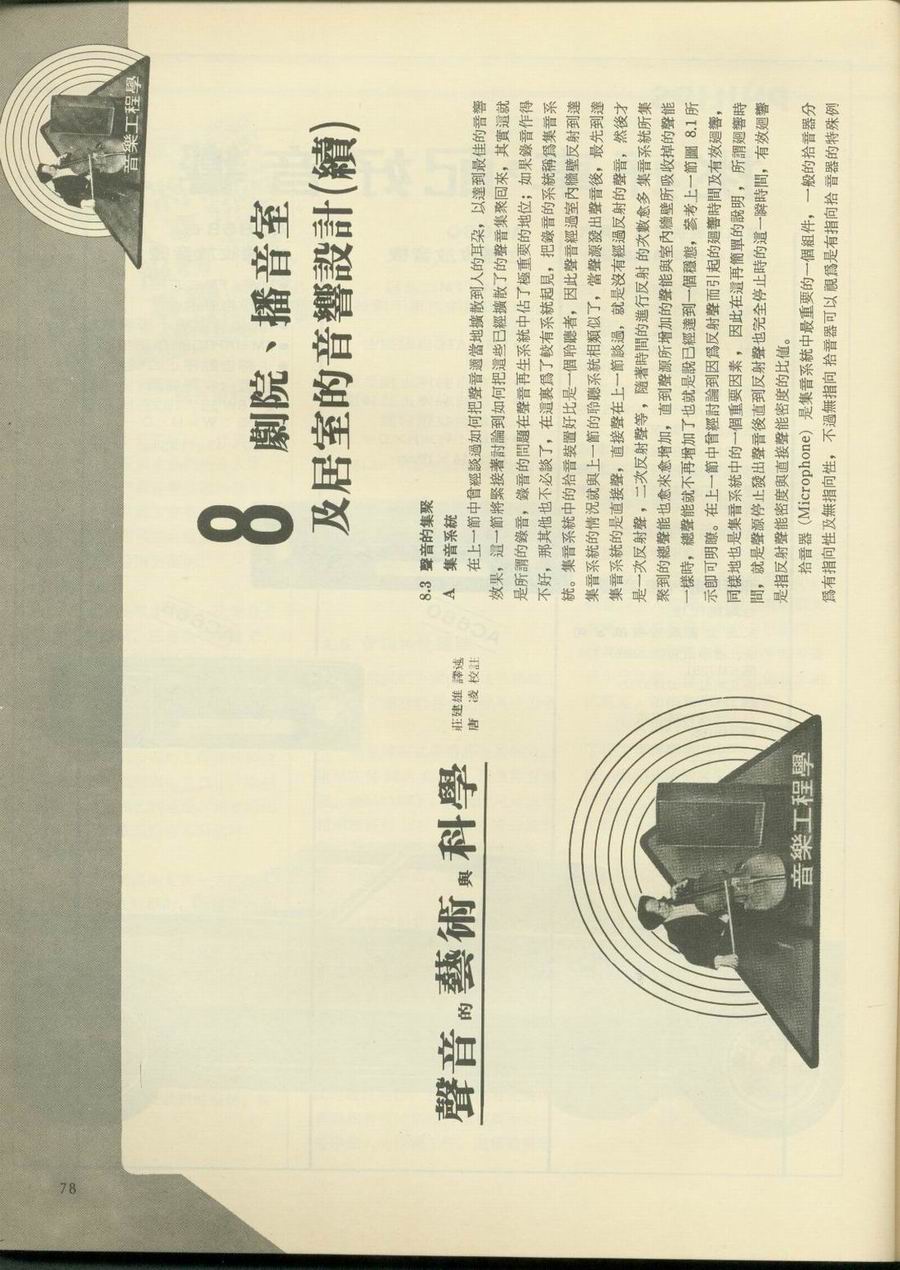 音樂工程學
8
劇院、播音室
及居室的音響設計(續)
聲音的藝術與科學
莊建雄 譯述
唐 凌 校註
8.3 聲音的集聚
A 集音系統
在上一節中曾經談過如何把聲音適當地擴散到人的耳朶，以達到最佳的音響
效果，這一節將緊接著討論到如何把這些已經擴散了的聲音集聚回來，其實這就
是所謂的錄音，錄音的問題在聲音再生系統中佔了極重要的地位；如果錄音作得
不好，那其他也不必談了，在這裏爲了較有系統起見，把錄音的系統稱爲集音系
統。集音系統中的拾音裝置好比是一個聆聽者，因此聲音經過室內牆壁反射到達
集音系統的情況就與上一節的聆聽系統相類似了，當聲源發出聲音後，最先到達
集音系統的是直接聲，直接聲在上一節談過，就是沒有經過反射的聲音，然後才
是一次反射聲，二次反射聲等，隨著時間的進行反射的次數愈多集音系統所集
聚到的總聲能也愈來愈增加，直到聲源所增加的聲能與室內牆壁所吸收掉的聲能
一樣時，總聲能就不再增加了也就是說已經達到一個穩態，參考上一節圖 8.1所
示卽可明瞭。在上一節中曾經討論到因爲反射聲而引起的廻響時間及有效廻響，
同樣地也是集音系統中的一個重要因素，因此在這再簡單的說明，所謂廻響時
間，就是聲源停止發出聲音後直到反射聲也完全停止時的這一瞬時間，有效廻響
是指反射聲能密度與直接聲能密度的比値。
拾音器（Microphone）是集音系統中最重要的一個組件，一般的拾音器分
爲有指向性及無指向性，不過無指向拾音器可以視爲是有指向拾音器的特殊例
音樂工程學
78